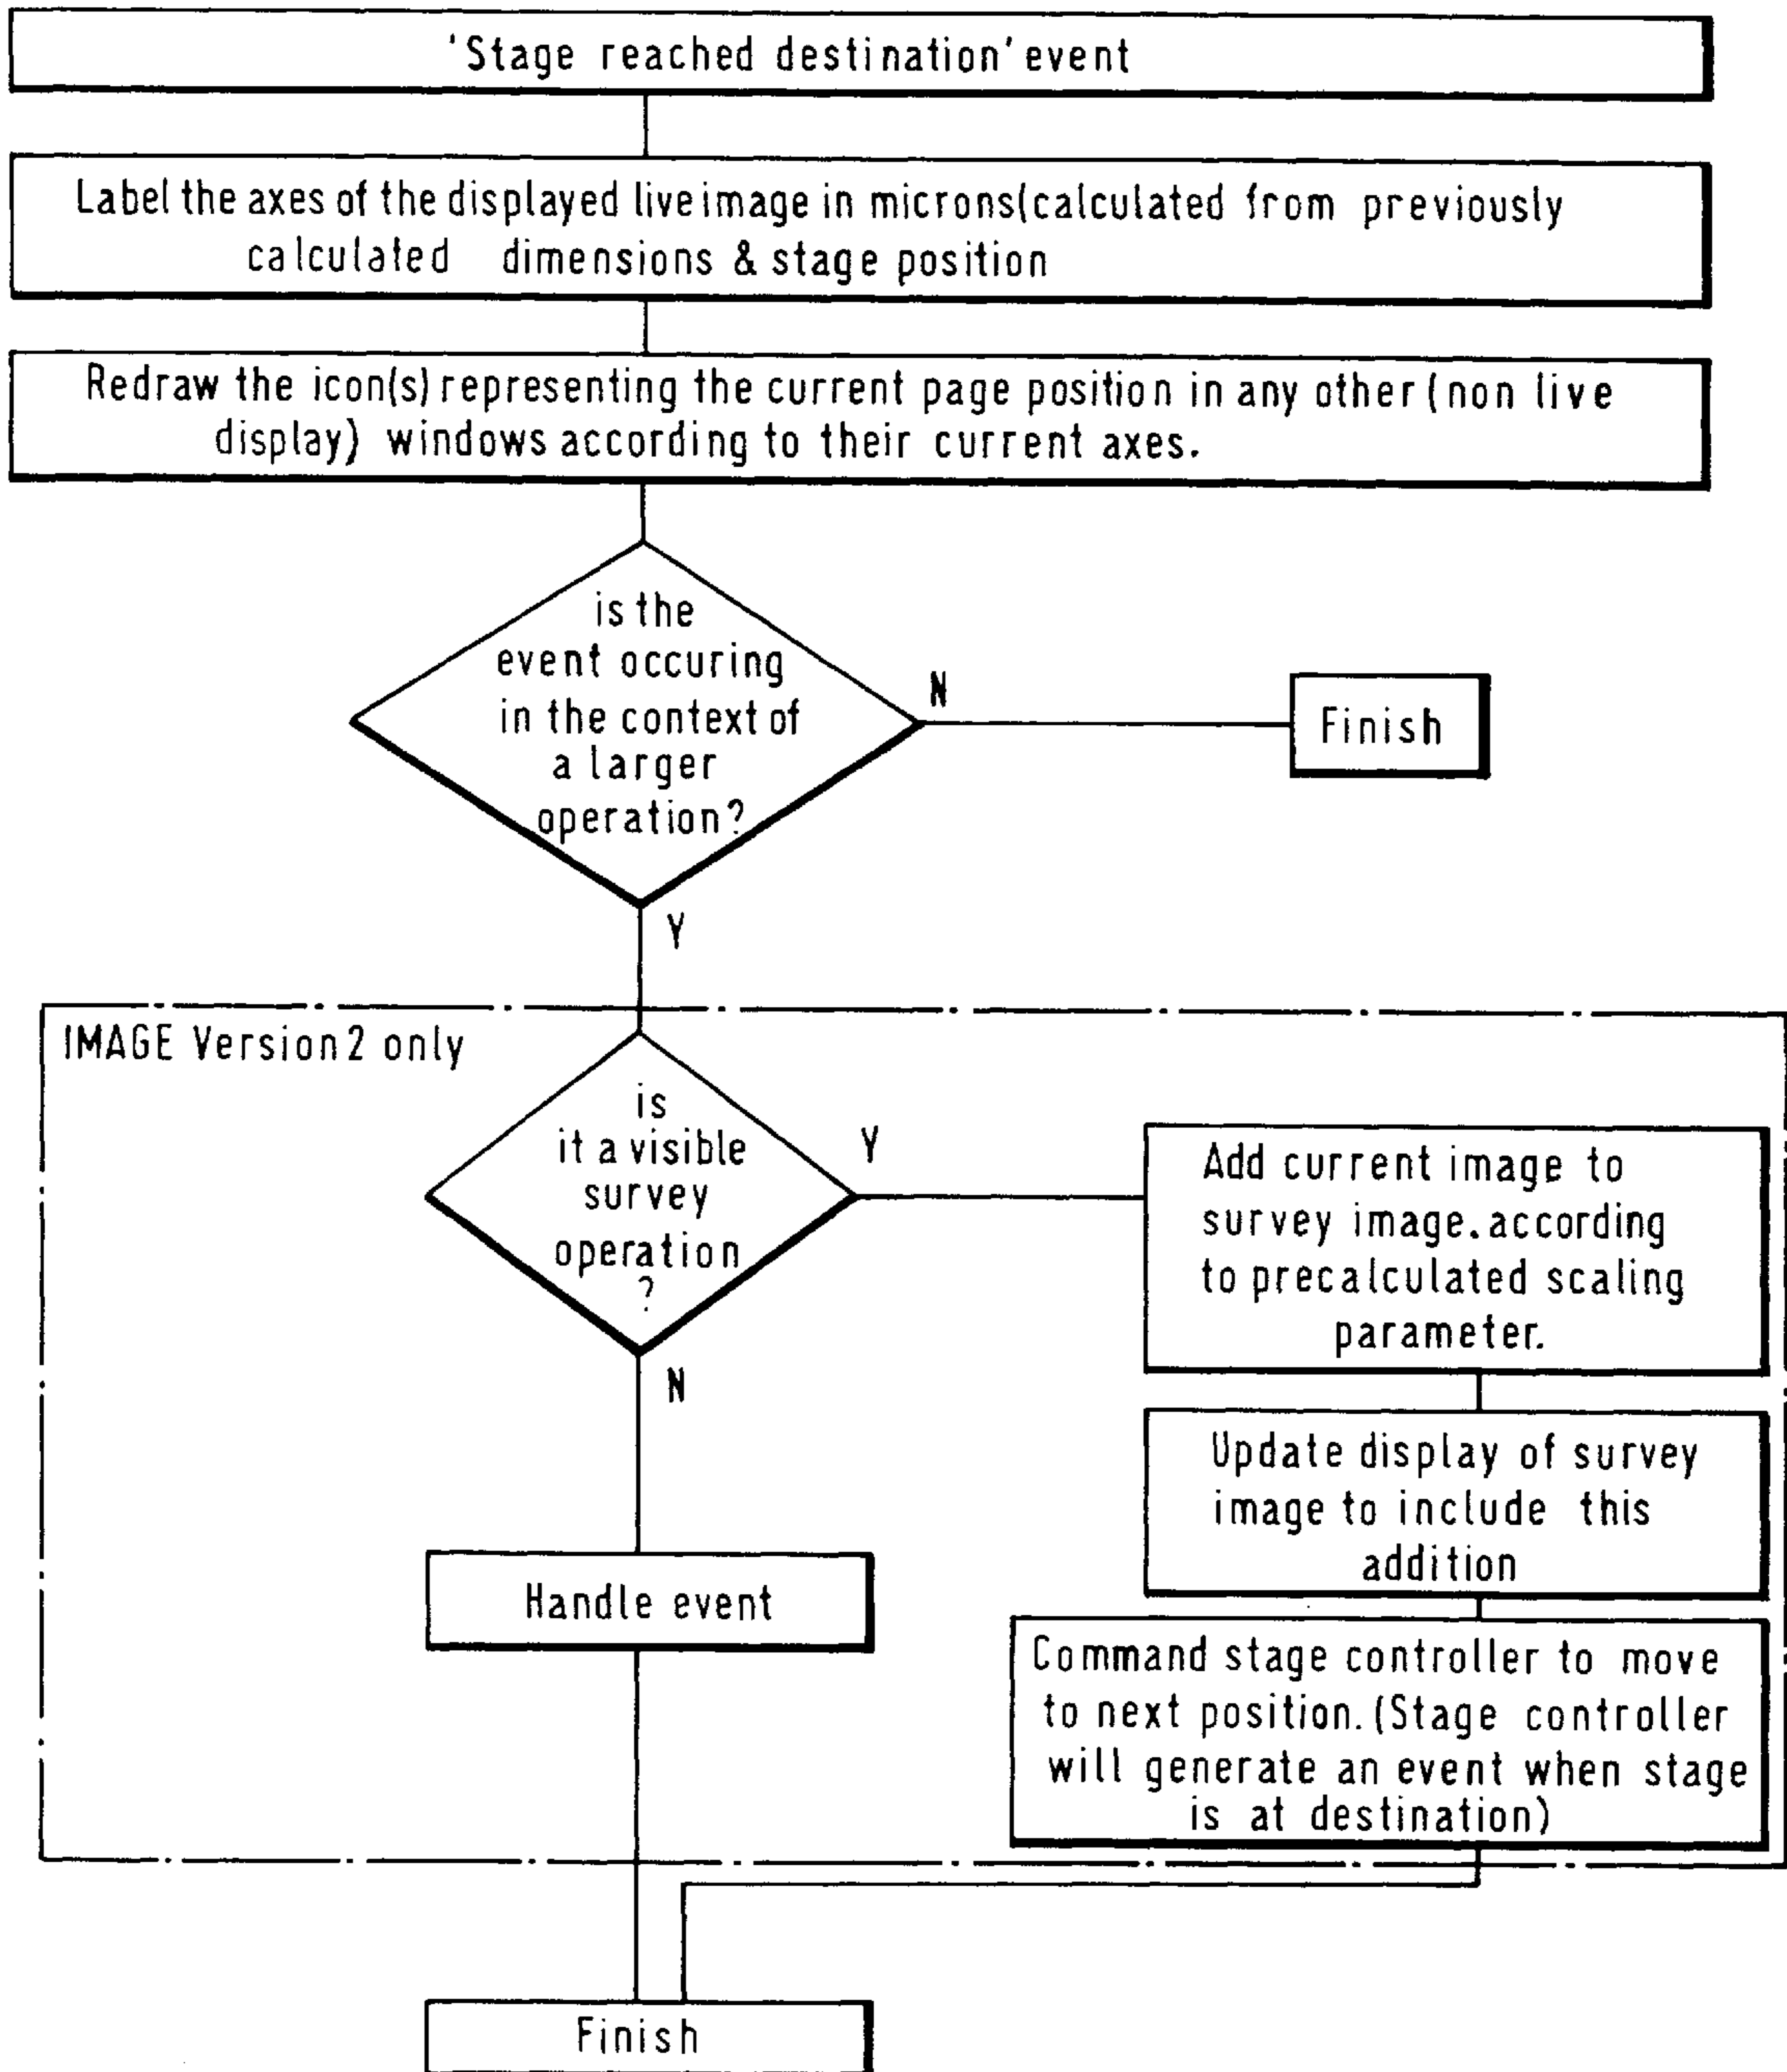 'Stage reached destination' event
Label the axes of the displayed live image in microns(calculated from previously
calculated dimensions & stage position
Redraw the icon(s) representing the current page position in any other (non live
display) windows according to their current axes.
is the
event occuring
in the context of
a larger
operation?
N
Finish
Y
IMAGE Version2 only
is
it a visible
survey
operation
?
Y
Add current image to
survey image.according
to precalculated scaling
parameter.
Update display of survey
image to include this
addition
Command stage controller to move
to next position.(Stage controller
will generate an event when stage
is at destination)
N
Handle event
Finish